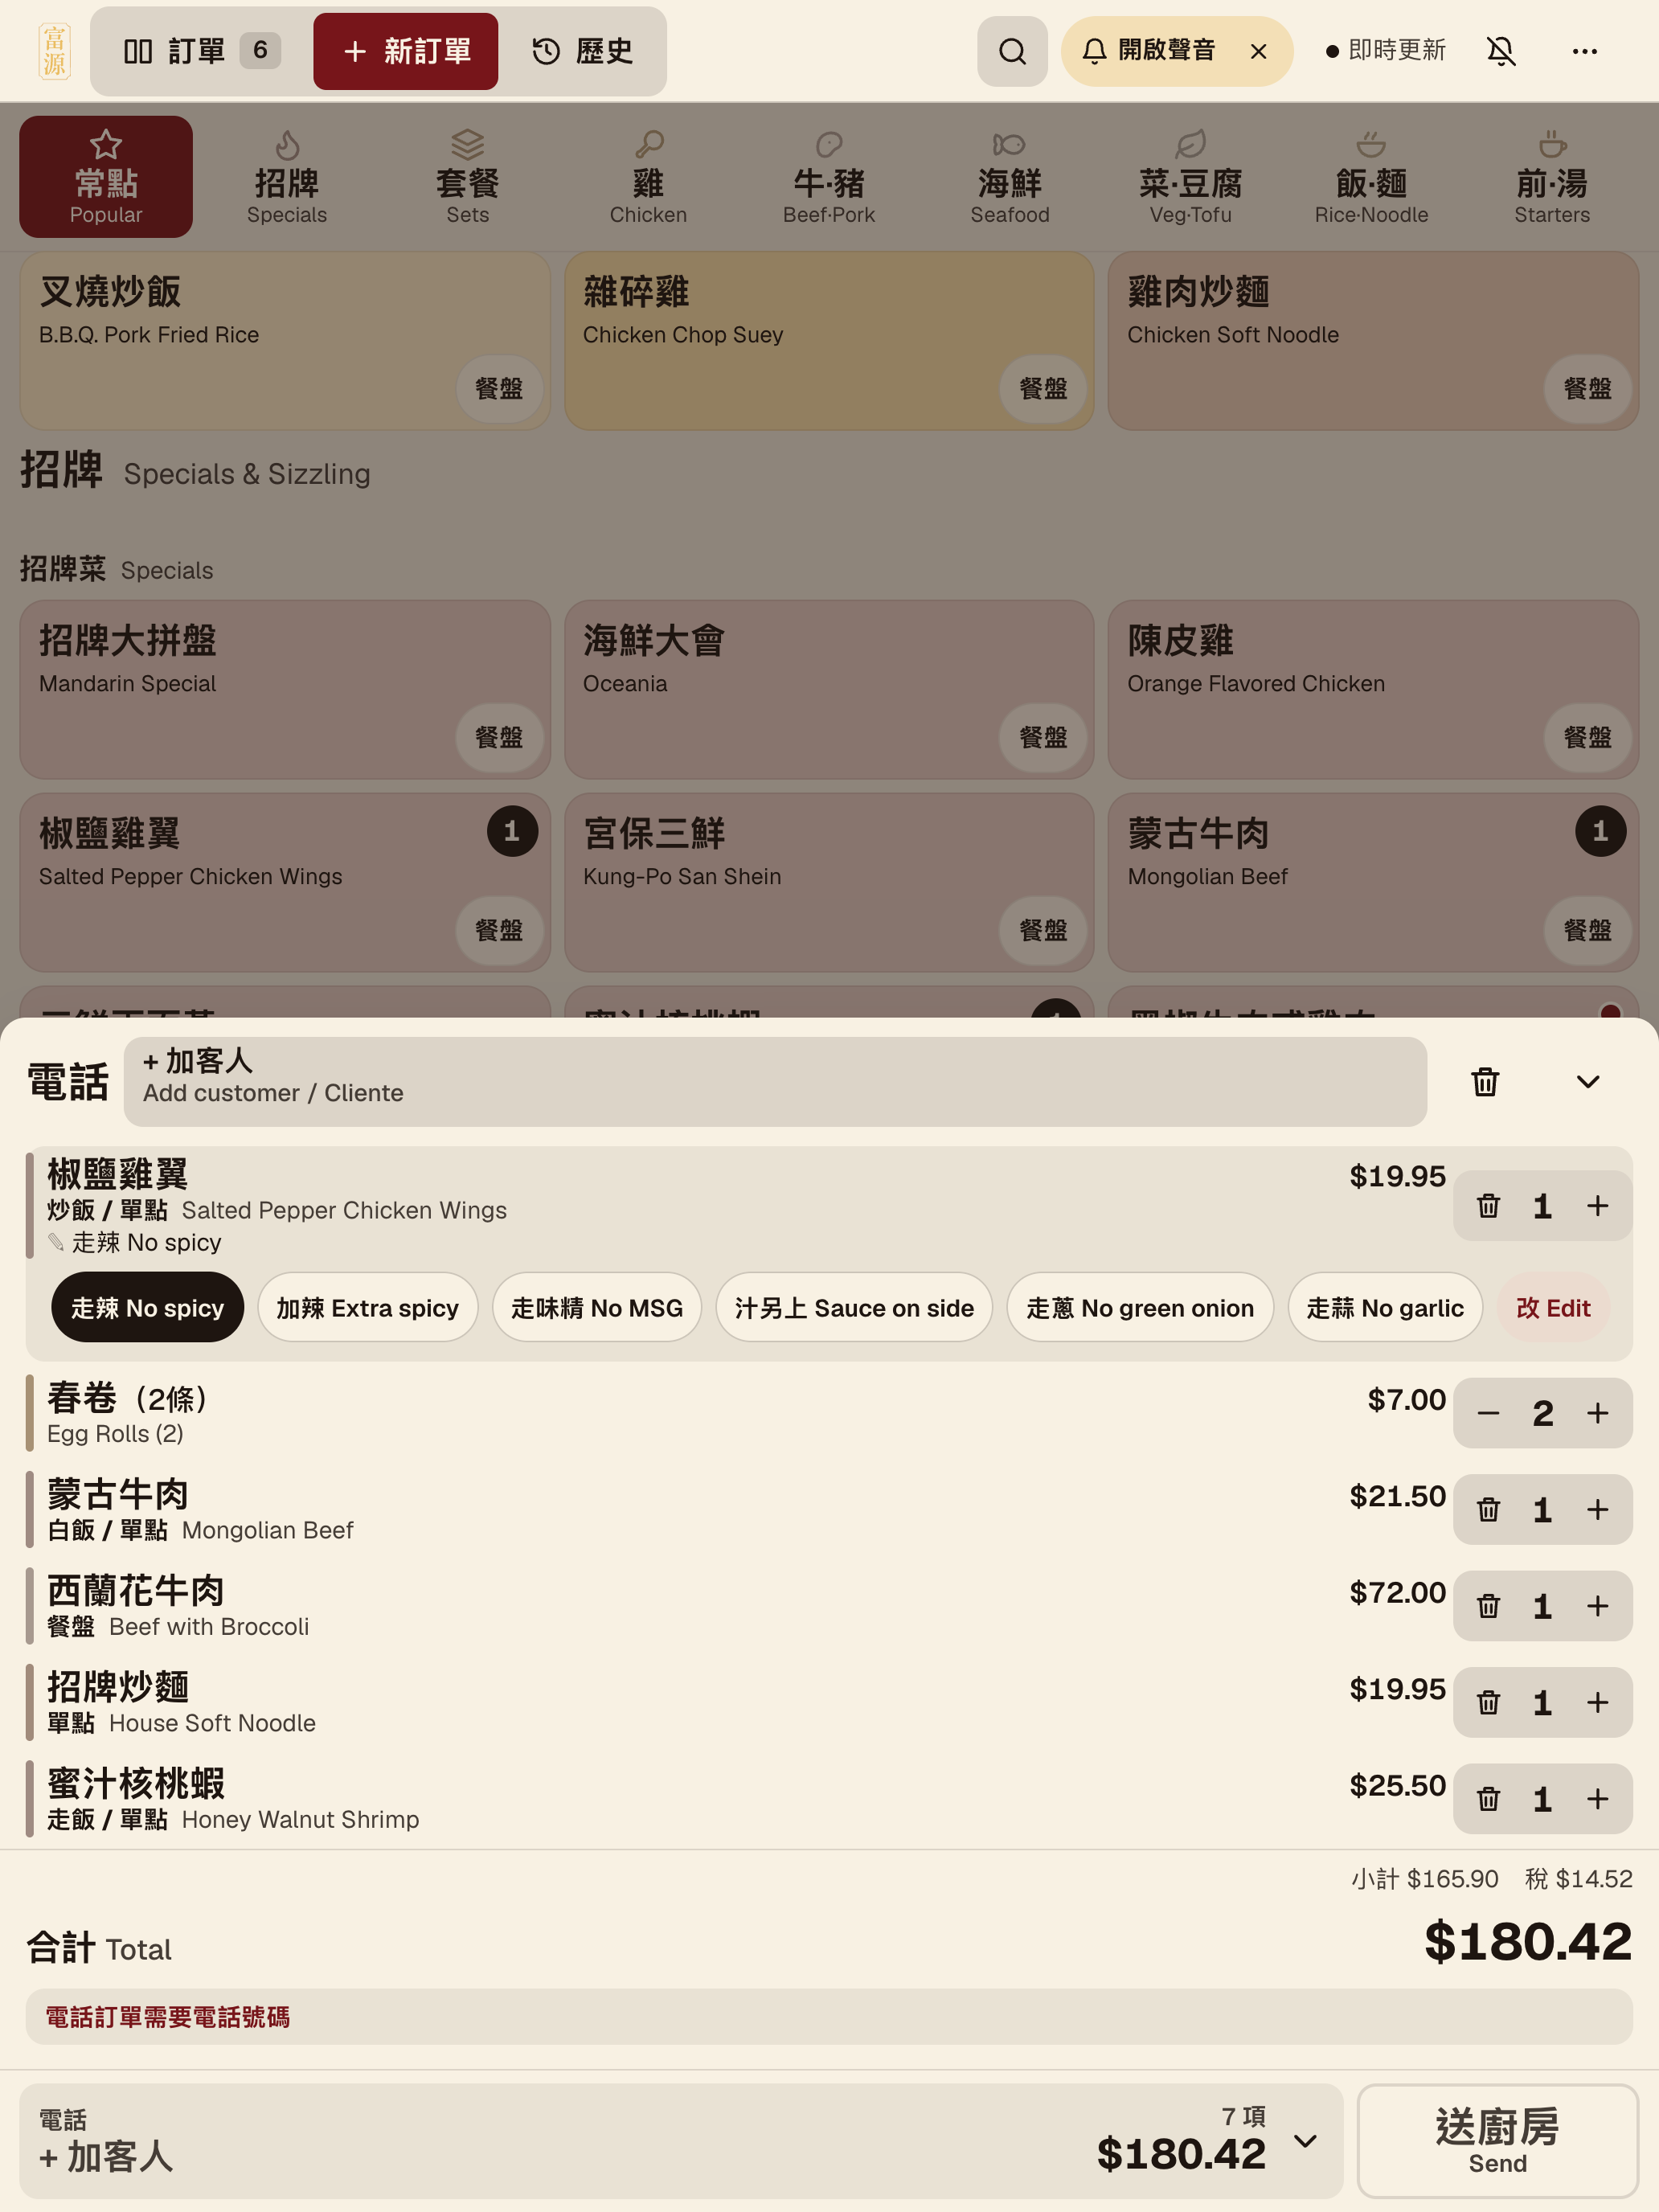 富源
訂單 6
新訂單
歷史
開啟聲音
即時更新
常點
Popular
招牌
Specials
套餐
Sets
雞
Chicken
牛·豬
Beef·Pork
海鮮
Seafood
菜·豆腐
Veg·Tofu
飯·麵
Rice·Noodle
前·湯
Starters
叉燒炒飯
B.B.Q. Pork Fried Rice
餐盤
雜碎雞
Chicken Chop Suey
餐盤
雞肉炒麵
Chicken Soft Noodle
餐盤
招牌 Specials & Sizzling
招牌菜 Specials
招牌大拼盤
Mandarin Special
餐盤
海鮮大會
Oceania
餐盤
陳皮雞
Orange Flavored Chicken
餐盤
椒鹽雞翼
1
Salted Pepper Chicken Wings
餐盤
宮保三鮮
Kung-Po San Shein
餐盤
蒙古牛肉
1
Mongolian Beef
餐盤
電話
+ 加客人
Add customer / Cliente
椒鹽雞翼
炒飯 / 單點 Salted Pepper Chicken Wings
✎ 走辣 No spicy
$19.95
1 +
走辣 No spicy
加辣 Extra spicy
走味精 No MSG
汁另上 Sauce on side
走蔥 No green onion
走蒜 No garlic
改 Edit
春卷（2條）
Egg Rolls (2)
$7.00
− 2 +
蒙古牛肉
白飯 / 單點 Mongolian Beef
$21.50
1 +
西蘭花牛肉
餐盤 Beef with Broccoli
$72.00
1 +
招牌炒麵
單點 House Soft Noodle
$19.95
1 +
蜜汁核桃蝦
走飯 / 單點 Honey Walnut Shrimp
$25.50
1 +
小計 $165.90 稅 $14.52
合計 Total
$180.42
電話訂單需要電話號碼
電話
+ 加客人
7 項
$180.42
送廚房
Send